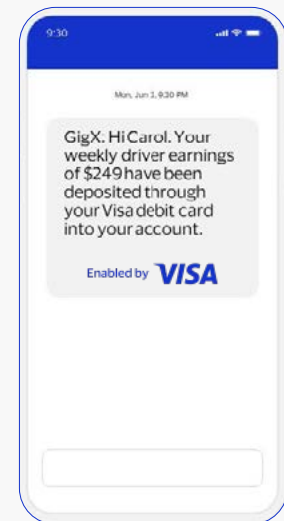 9:30
Mon, Jun 1, 9:30 PM
GigX: Hi Carol. Your
weekly driver earnings
of $249 have been
deposited through
your Visa debit card
into your account.
Enabled by VISA